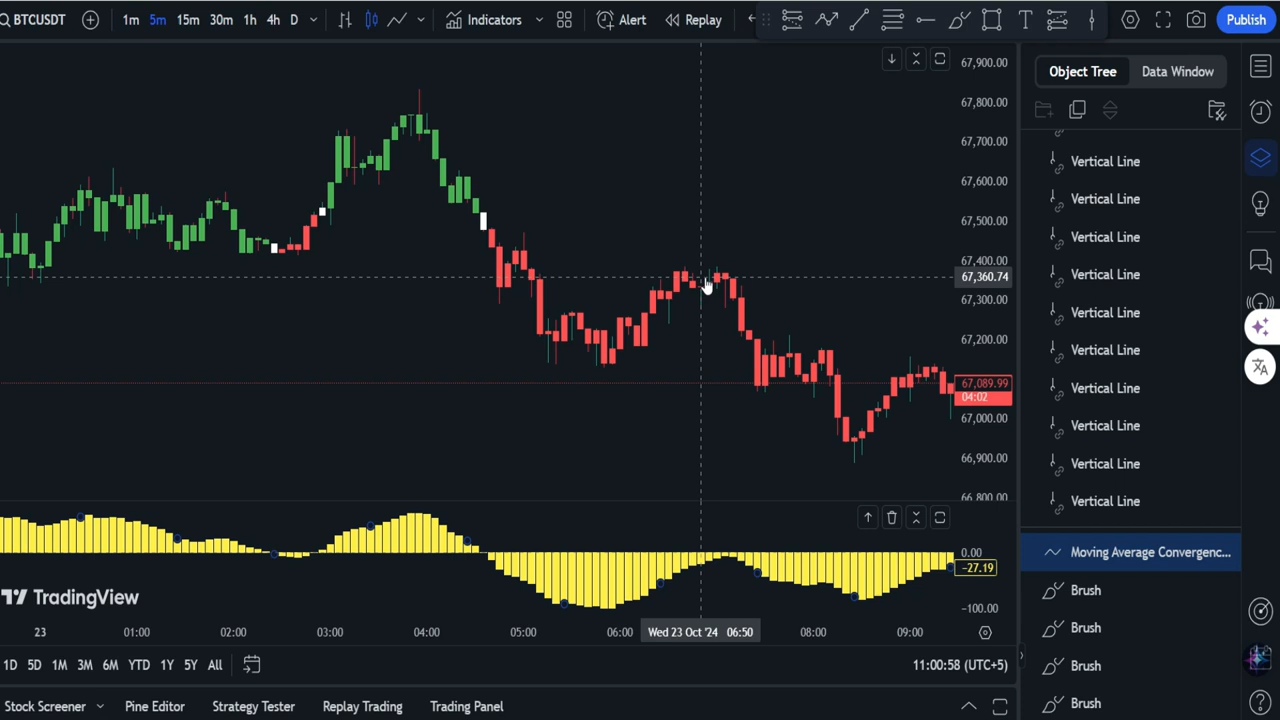 BTCUSDT 1m 5m 15m 30m 1h 4h D Indicators Alert Replay Publish
67,900.00
67,800.00
67,700.00
67,600.00
67,500.00
67,400.00
67,360.74
67,300.00
67,200.00
67,089.99
04:02
67,000.00
66,900.00
66,800.00
0.00
−27.19
−100.00
TradingView
23 01:00 02:00 03:00 04:00 05:00 06:00 Wed 23 Oct '24 06:50 08:00 09:00
1D 5D 1M 3M 6M YTD 1Y 5Y All 11:00:58 (UTC+5)
Stock Screener Pine Editor Strategy Tester Replay Trading Trading Panel
Object Tree Data Window
Vertical Line
Vertical Line
Vertical Line
Vertical Line
Vertical Line
Vertical Line
Vertical Line
Vertical Line
Vertical Line
Vertical Line
Moving Average Convergenc...
Brush
Brush
Brush
Brush